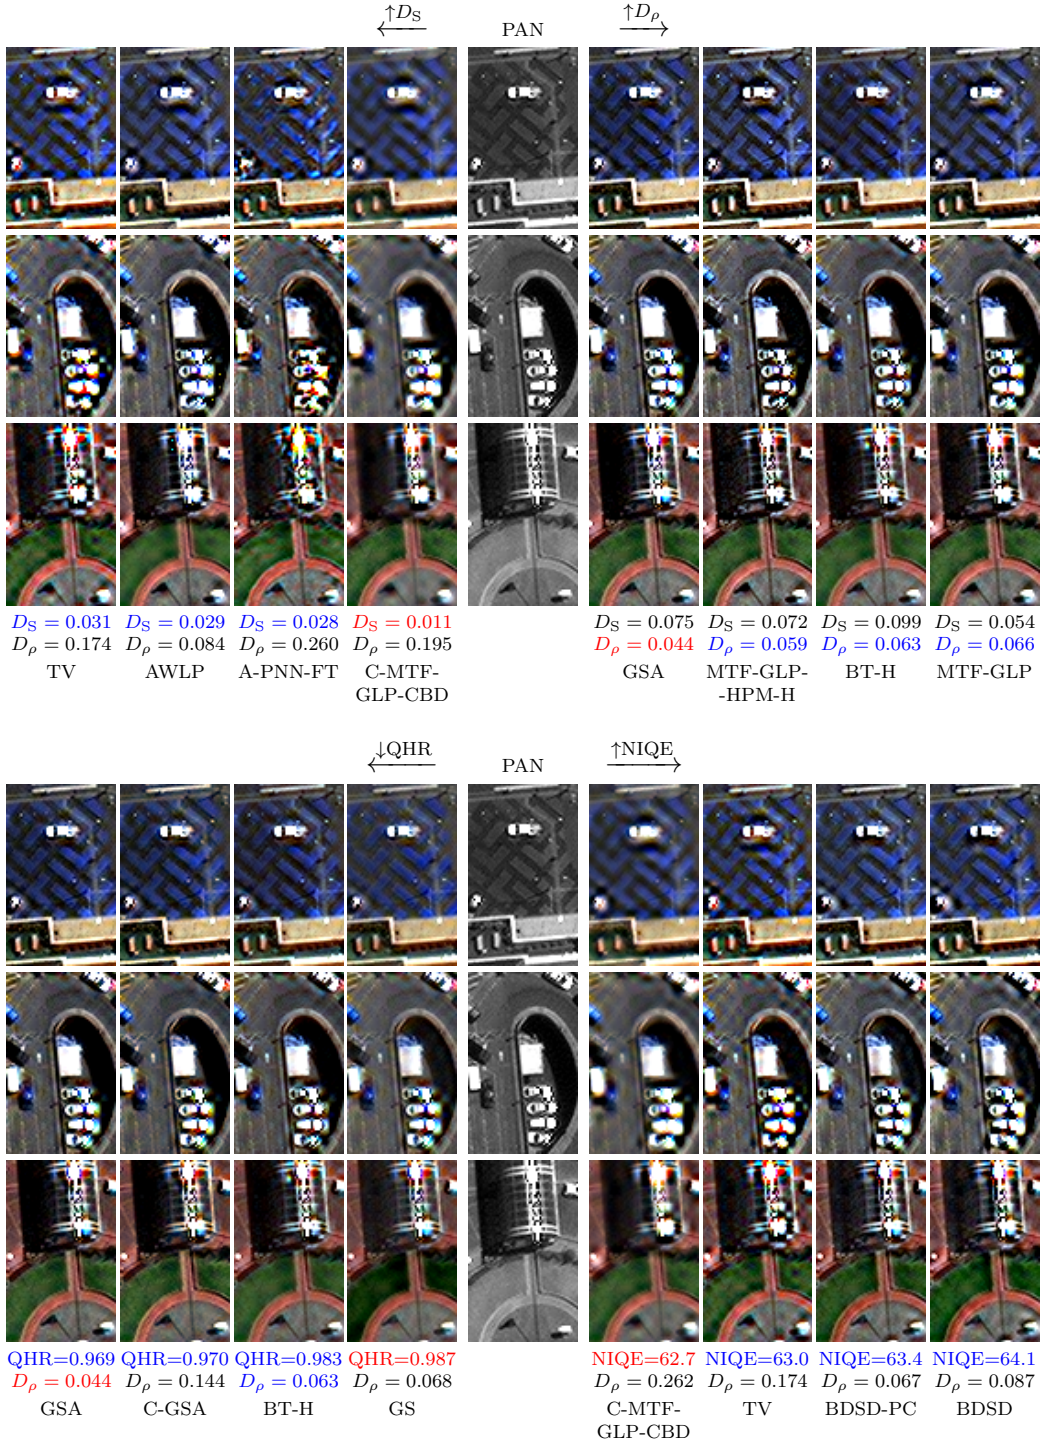 ↑D_S PAN ↑D_ρ
D_S = 0.031 D_S = 0.029 D_S = 0.028 D_S = 0.011 D_S = 0.075 D_S = 0.072 D_S = 0.099 D_S = 0.054
D_ρ = 0.174 D_ρ = 0.084 D_ρ = 0.260 D_ρ = 0.195 D_ρ = 0.044 D_ρ = 0.059 D_ρ = 0.063 D_ρ = 0.066
TV AWLP A-PNN-FT C-MTF- GSA MTF-GLP- BT-H MTF-GLP
GLP-CBD -HPM-H
↓QHR PAN ↑NIQE
QHR=0.969 QHR=0.970 QHR=0.983 QHR=0.987 NIQE=62.7 NIQE=63.0 NIQE=63.4 NIQE=64.1
D_ρ = 0.044 D_ρ = 0.144 D_ρ = 0.063 D_ρ = 0.068 D_ρ = 0.262 D_ρ = 0.174 D_ρ = 0.067 D_ρ = 0.087
GSA C-GSA BT-H GS C-MTF- TV BDSD-PC BDSD
GLP-CBD